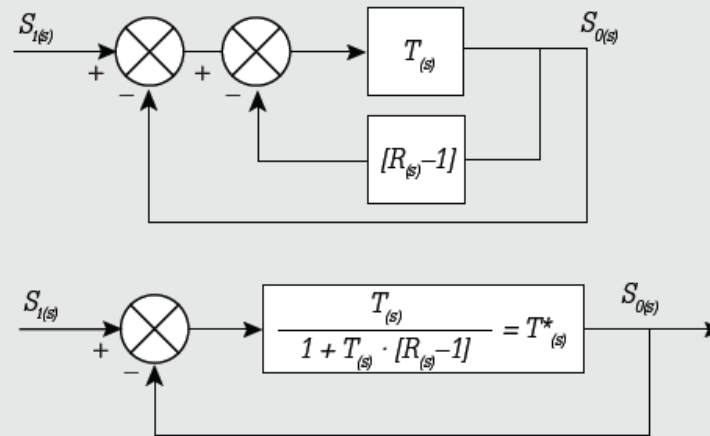 S1(s) S0(s)
+ − + − T(s)
[R(s)−1]
S1(s) S0(s)
+ − T(s) / 1 + T(s) · [R(s)−1] = T*(s)